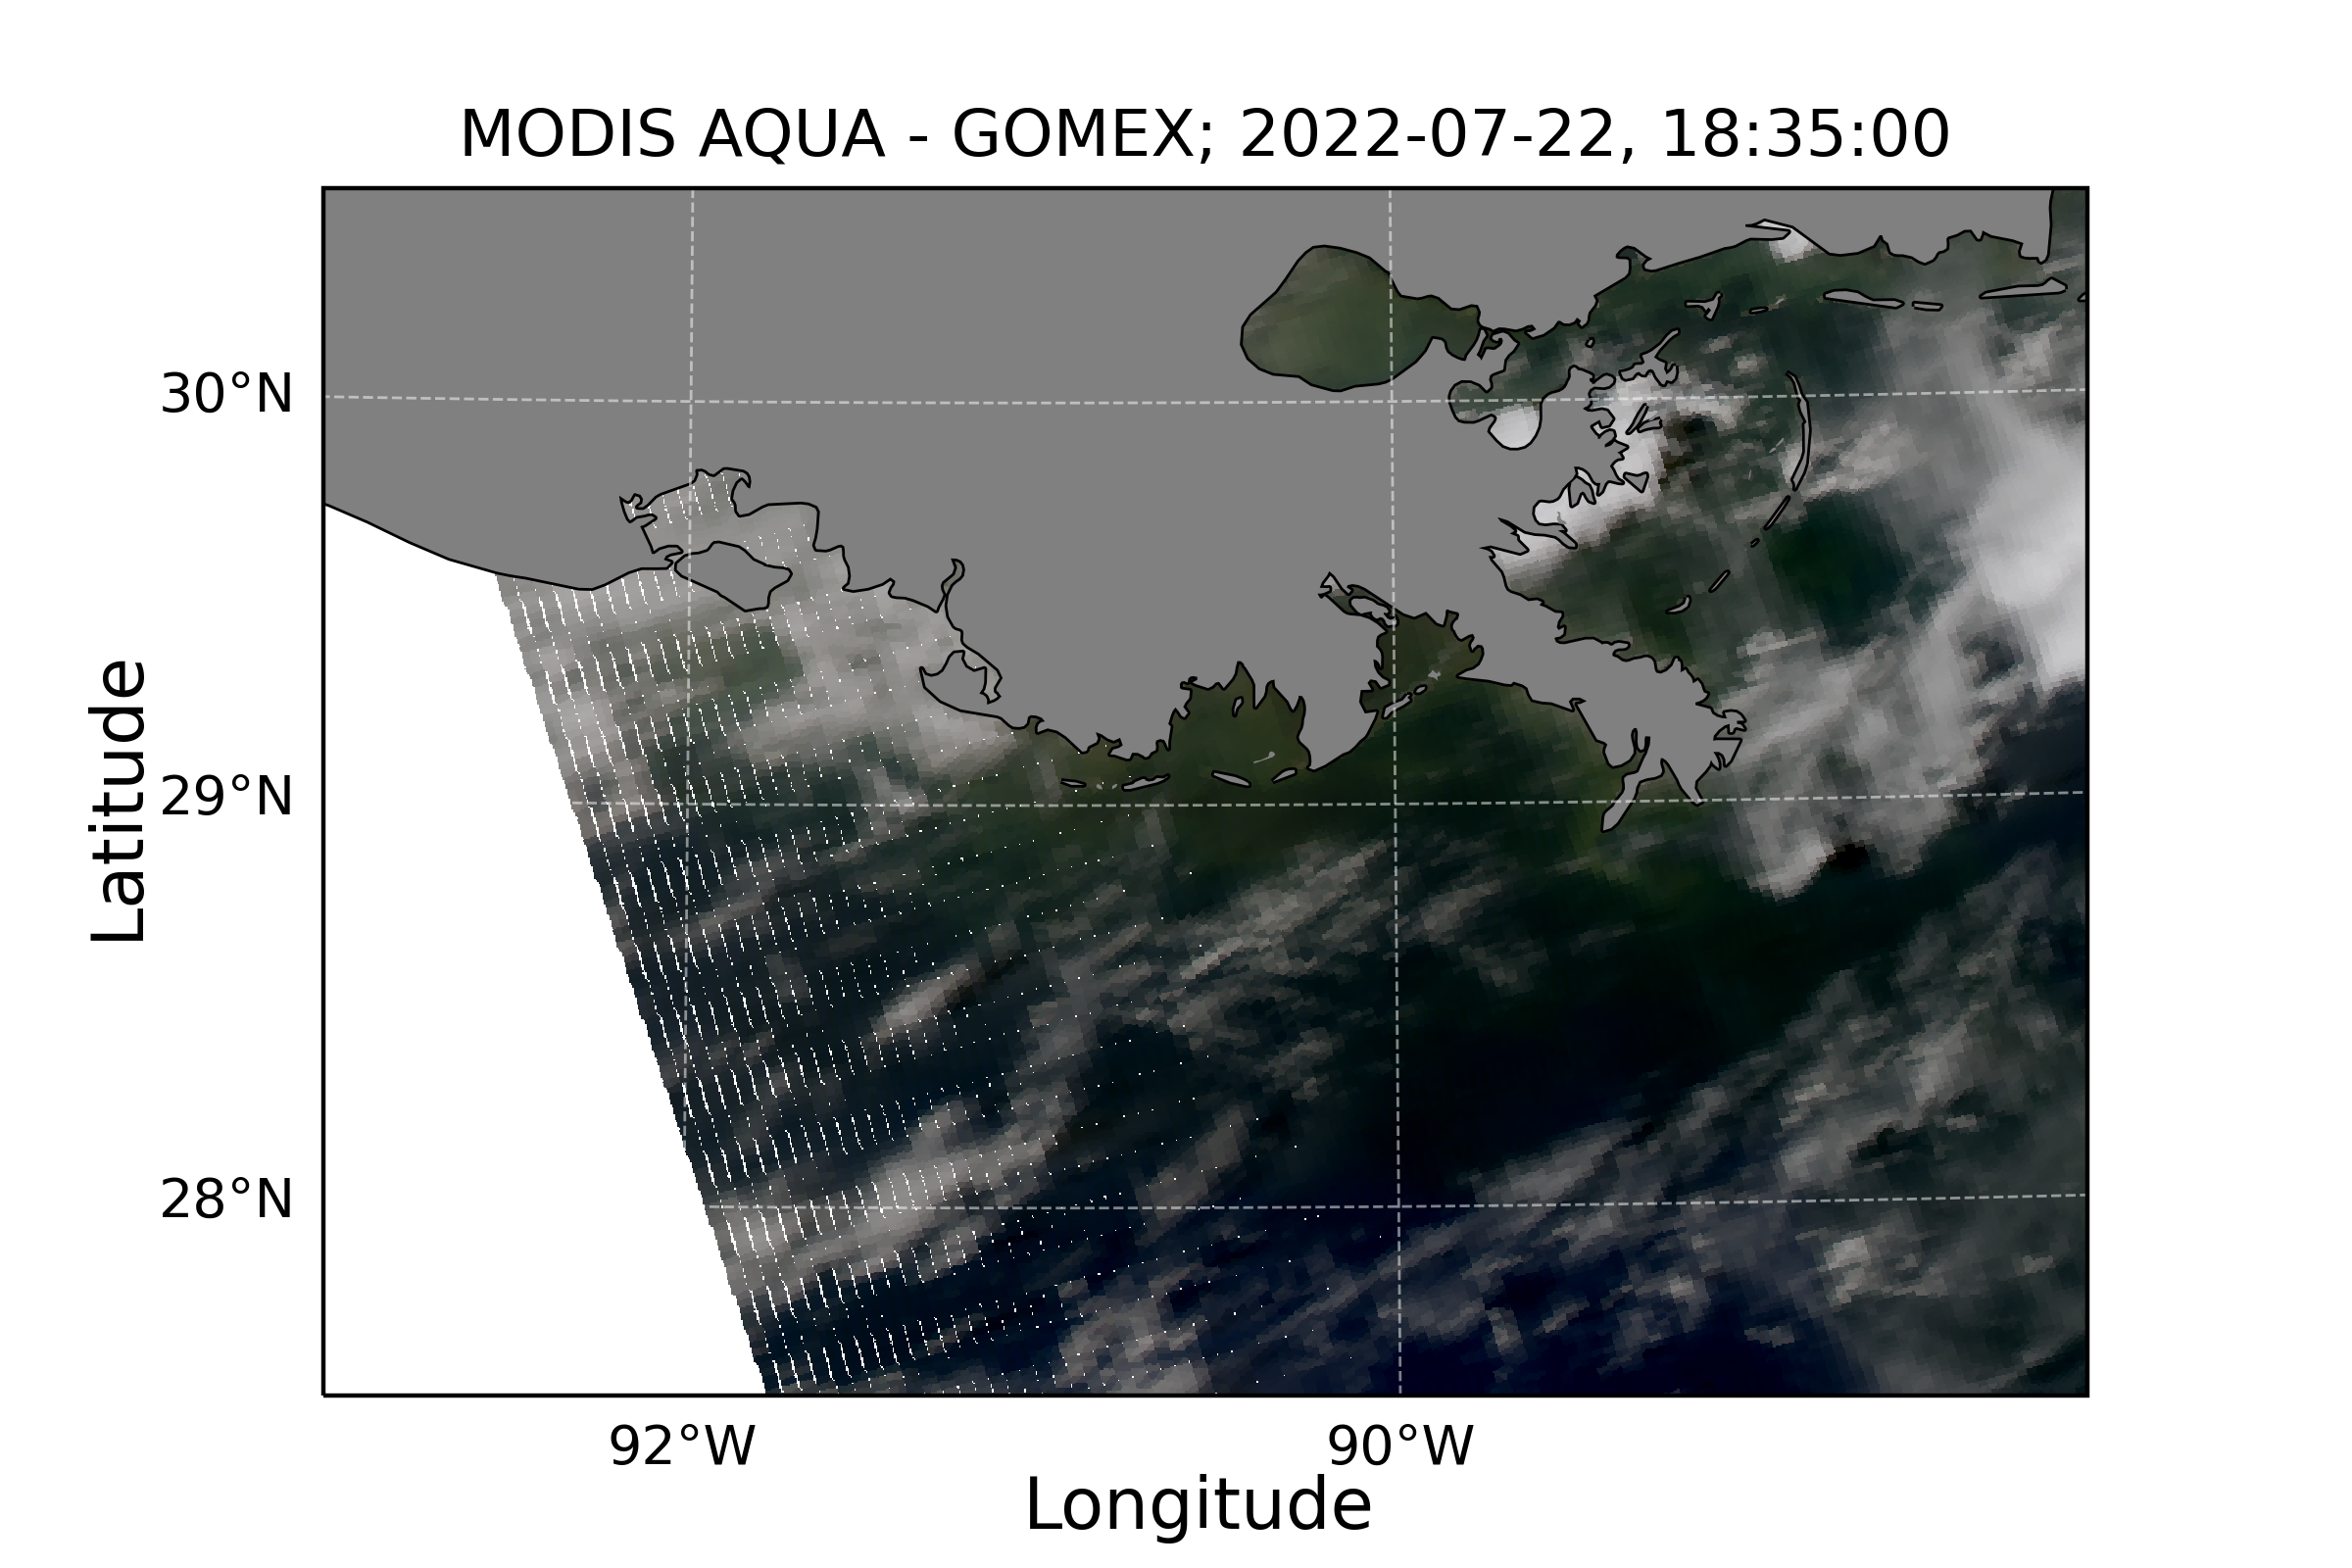 MODIS AQUA - GOMEX; 2022-07-22, 18:35:00
30°N
29°N
28°N
Latitude
92°W
90°W
Longitude